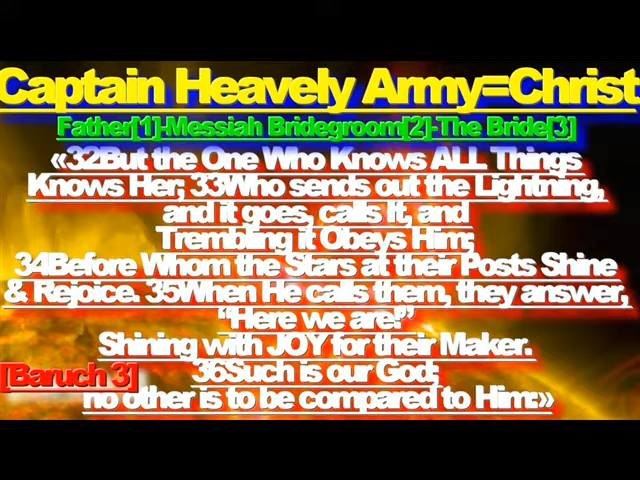 Captain Heavely Army=Christ
Father[1]-Messiah Bridegroom[2]-The Bride[3]
«32But the One Who Knows ALL Things
Knows Her; 33Who sends out the Lightning,
and it goes, calls It, and
Trembling it Obeys Him;
34Before Whom the Stars at their Posts Shine
& Rejoice. 35When He calls them, they answer,
“Here we are!”
Shining with JOY for their Maker.
36Such is our God;
[Baruch 3]
no other is to be compared to Him:»